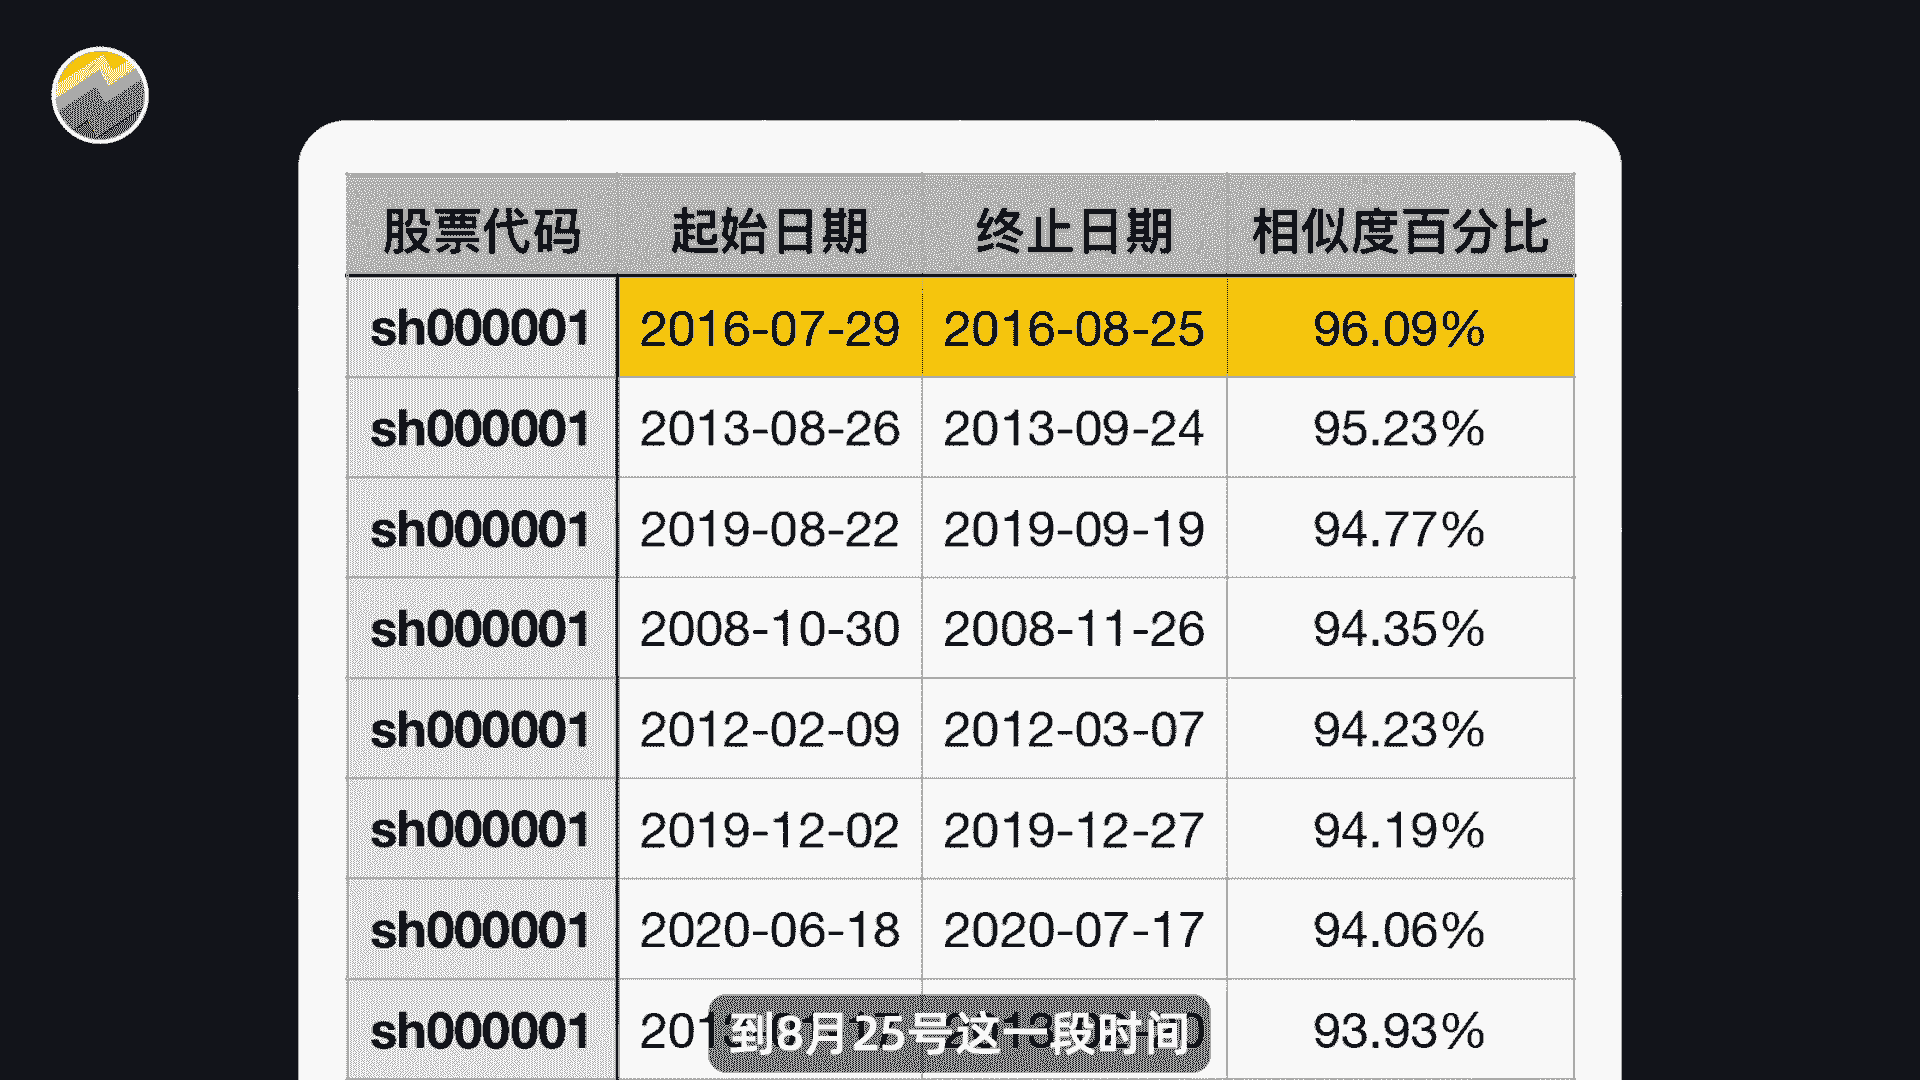 股票代码 起始日期 终止日期 相似度百分比
sh000001 2016-07-29 2016-08-25 96.09%
sh000001 2013-08-26 2013-09-24 95.23%
sh000001 2019-08-22 2019-09-19 94.77%
sh000001 2008-10-30 2008-11-26 94.35%
sh000001 2012-02-09 2012-03-07 94.23%
sh000001 2019-12-02 2019-12-27 94.19%
sh000001 2020-06-18 2020-07-17 94.06%
sh000001 93.93%
到8月25号这一段时间